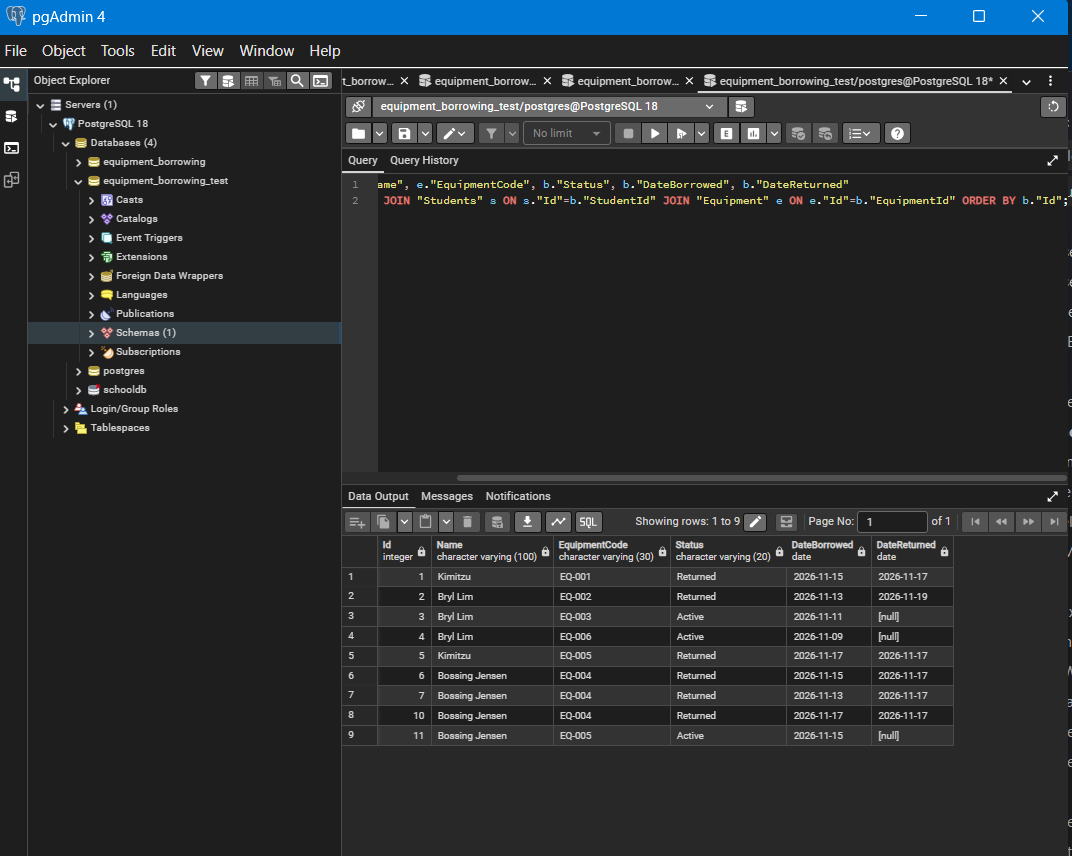 pgAdmin 4
File Object Tools Edit View Window Help
Object Explorer
t_borrow... equipment_borrow... equipment_borrow... equipment_borrowing_test/postgres@PostgreSQL 18*
Servers (1)
PostgreSQL 18
Databases (4)
equipment_borrowing
equipment_borrowing_test
Casts
Catalogs
Event Triggers
Extensions
Foreign Data Wrappers
Languages
Publications
Schemas (1)
Subscriptions
postgres
schooldb
Login/Group Roles
Tablespaces
equipment_borrowing_test/postgres@PostgreSQL 18
No limit
E
Query Query History
1 ame", e."EquipmentCode", b."Status", b."DateBorrowed", b."DateReturned"
2 JOIN "Students" s ON s."Id"=b."StudentId" JOIN "Equipment" e ON e."Id"=b."EquipmentId" ORDER BY b."Id";
Data Output Messages Notifications
SQL Showing rows: 1 to 9 Page No: 1 of 1
Id Name EquipmentCode Status DateBorrowed DateReturned
integer character varying (100) character varying (30) character varying (20) date date
1 1 Kimitzu EQ-001 Returned 2026-11-15 2026-11-17
2 2 Bryl Lim EQ-002 Returned 2026-11-13 2026-11-19
3 3 Bryl Lim EQ-003 Active 2026-11-11 [null]
4 4 Bryl Lim EQ-006 Active 2026-11-09 [null]
5 5 Kimitzu EQ-005 Returned 2026-11-17 2026-11-17
6 6 Bossing Jensen EQ-004 Returned 2026-11-15 2026-11-17
7 7 Bossing Jensen EQ-004 Returned 2026-11-13 2026-11-17
8 10 Bossing Jensen EQ-004 Returned 2026-11-17 2026-11-17
9 11 Bossing Jensen EQ-005 Active 2026-11-15 [null]